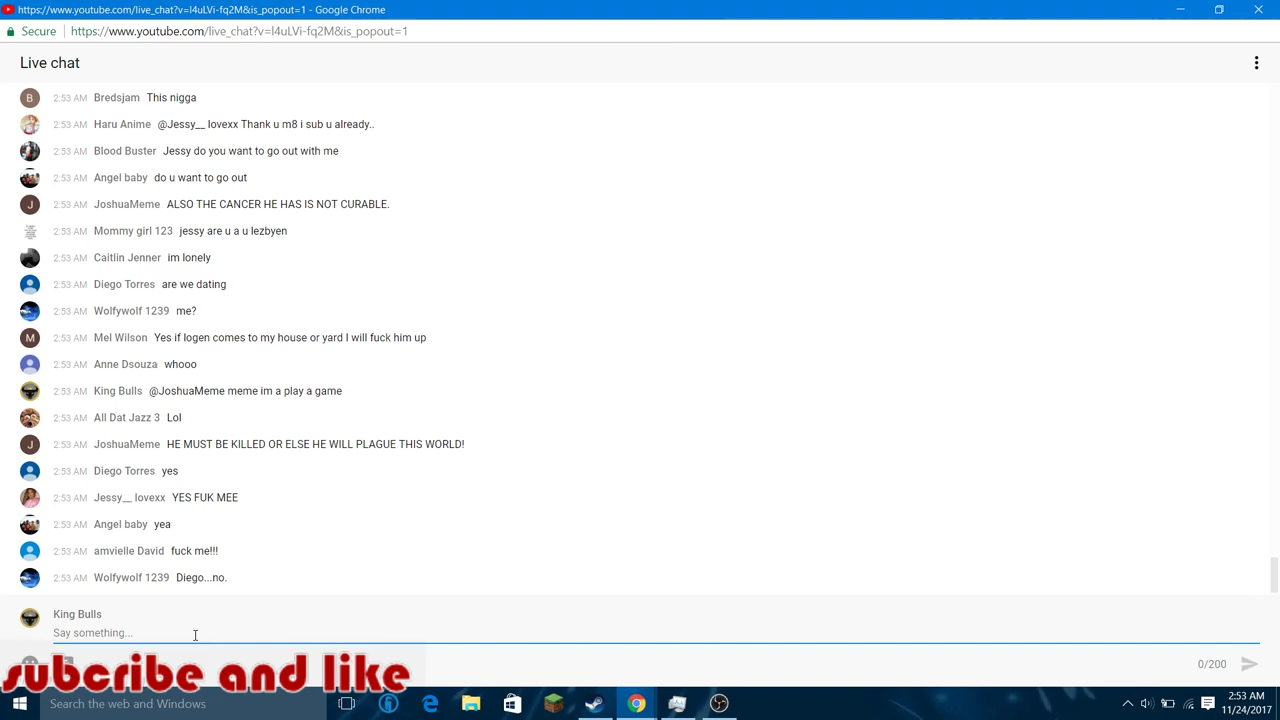 https://www.youtube.com/live_chat?v=l4uLVi-fq2M&is_popout=1 - Google Chrome
Secure https://www.youtube.com/live_chat?v=l4uLVi-fq2M&is_popout=1
Live chat
B 2:53 AM Bredsjam This nigga
2:53 AM Haru Anime @Jessy__ lovexx Thank u m8 i sub u already..
2:53 AM Blood Buster Jessy do you want to go out with me
2:53 AM Angel baby do u want to go out
J 2:53 AM JoshuaMeme ALSO THE CANCER HE HAS IS NOT CURABLE.
2:53 AM Mommy girl 123 jessy are u a u lezbyen
2:53 AM Caitlin Jenner im lonely
2:53 AM Diego Torres are we dating
2:53 AM Wolfywolf 1239 me?
M 2:53 AM Mel Wilson Yes if logen comes to my house or yard I will fuck him up
2:53 AM Anne Dsouza whooo
2:53 AM King Bulls @JoshuaMeme meme im a play a game
2:53 AM All Dat Jazz 3 Lol
J 2:53 AM JoshuaMeme HE MUST BE KILLED OR ELSE HE WILL PLAGUE THIS WORLD!
2:53 AM Diego Torres yes
2:53 AM Jessy__ lovexx YES FUK MEE
2:53 AM Angel baby yea
2:53 AM amvielle David fuck me!!!
2:53 AM Wolfywolf 1239 Diego...no.
King Bulls
Say something...
0/200
subcribe and like
Search the web and Windows
2:53 AM
11/24/2017